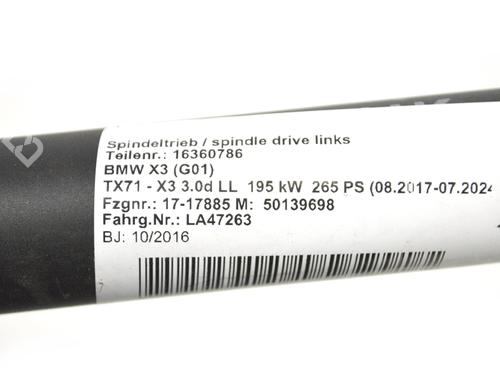 Spindeltrieb / spindle drive links
Teilenr.: 16360786
BMW X3 (G01)
TX71 - X3 3.0d LL 195 kW 265 PS (08.2017-07.2024
Fzgnr.: 17-17885 M: 50139698
Fahrg.Nr.: LA47263
BJ: 10/2016